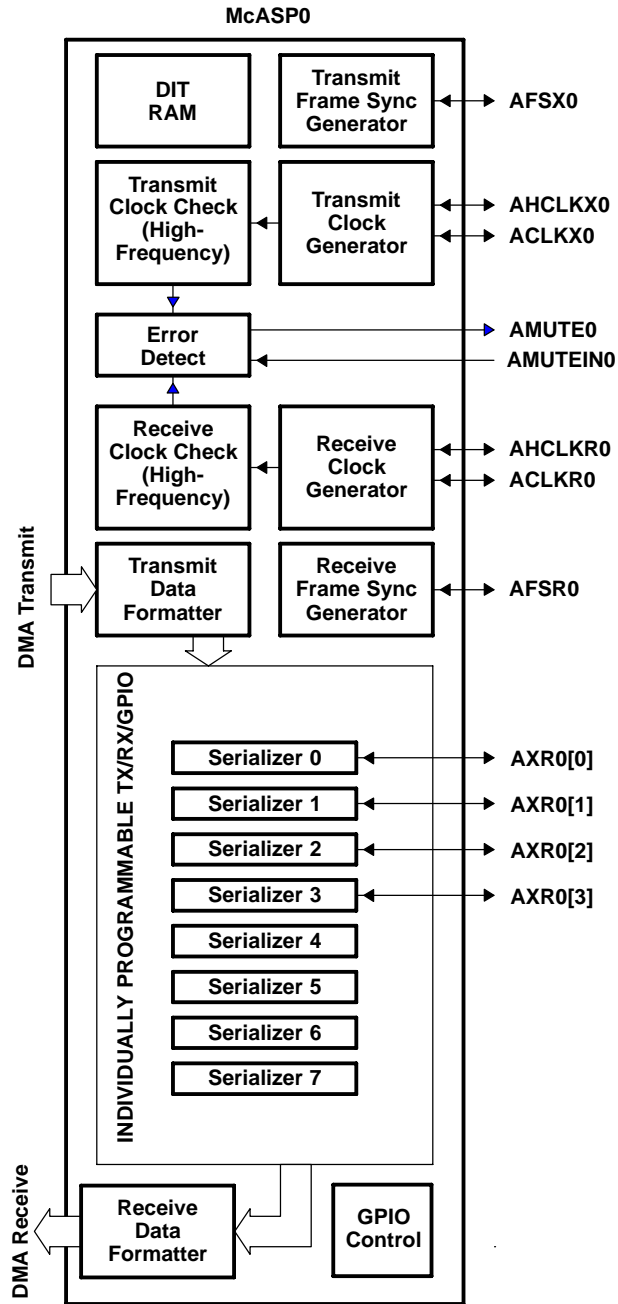 McASP0
DIT
RAM
Transmit
Frame Sync
Generator
AFSX0
Transmit
Clock Check
(High-
Frequency)
Transmit
Clock
Generator
AHCLKX0
ACLKX0
Error
Detect
AMUTE0
AMUTEIN0
Receive
Clock Check
(High-
Frequency)
Receive
Clock
Generator
AHCLKR0
ACLKR0
DMA Transmit
Transmit
Data
Formatter
Receive
Frame Sync
Generator
AFSR0
INDIVIDUALLY PROGRAMMABLE TX/RX/GPIO
Serializer 0
AXR0[0]
Serializer 1
AXR0[1]
Serializer 2
AXR0[2]
Serializer 3
AXR0[3]
Serializer 4
Serializer 5
Serializer 6
Serializer 7
DMA Receive
Receive
Data
Formatter
GPIO
Control